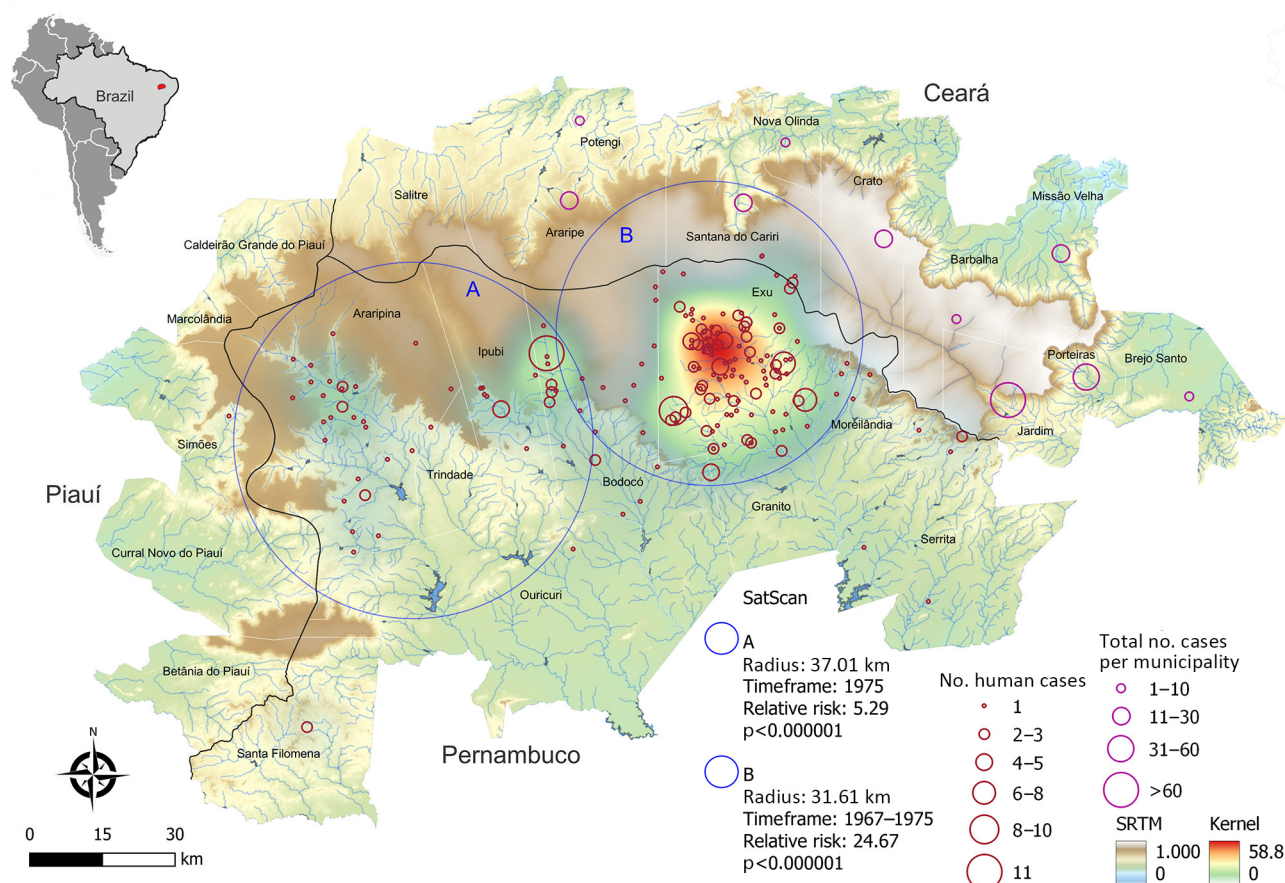 Brazil
Ceará
Nova Olinda
Potengi
Crato
Salitre
Missão Velha
Araripe
B
Santana do Cariri
Caldeirão Grande do Piauí
Barbalha
A
Exu
Araripina
Marcolândia
Ipubi
Porteiras
Brejo Santo
Simões
Moreilândia
Jardim
Trindade
Bodocó
Piauí
Granito
Serrita
Curral Novo do Piauí
Ouricuri
Betânia do Piauí
Santa Filomena
Pernambuco
N
0 15 30
km
SatScan
A
Radius: 37.01 km
Timeframe: 1975
Relative risk: 5.29
p<0.000001
B
Radius: 31.61 km
Timeframe: 1967–1975
Relative risk: 24.67
p<0.000001
No. human cases
1
2–3
4–5
6–8
8–10
11
Total no. cases
per municipality
1–10
11–30
31–60
>60
SRTM
1.000
0
Kernel
58.8
0